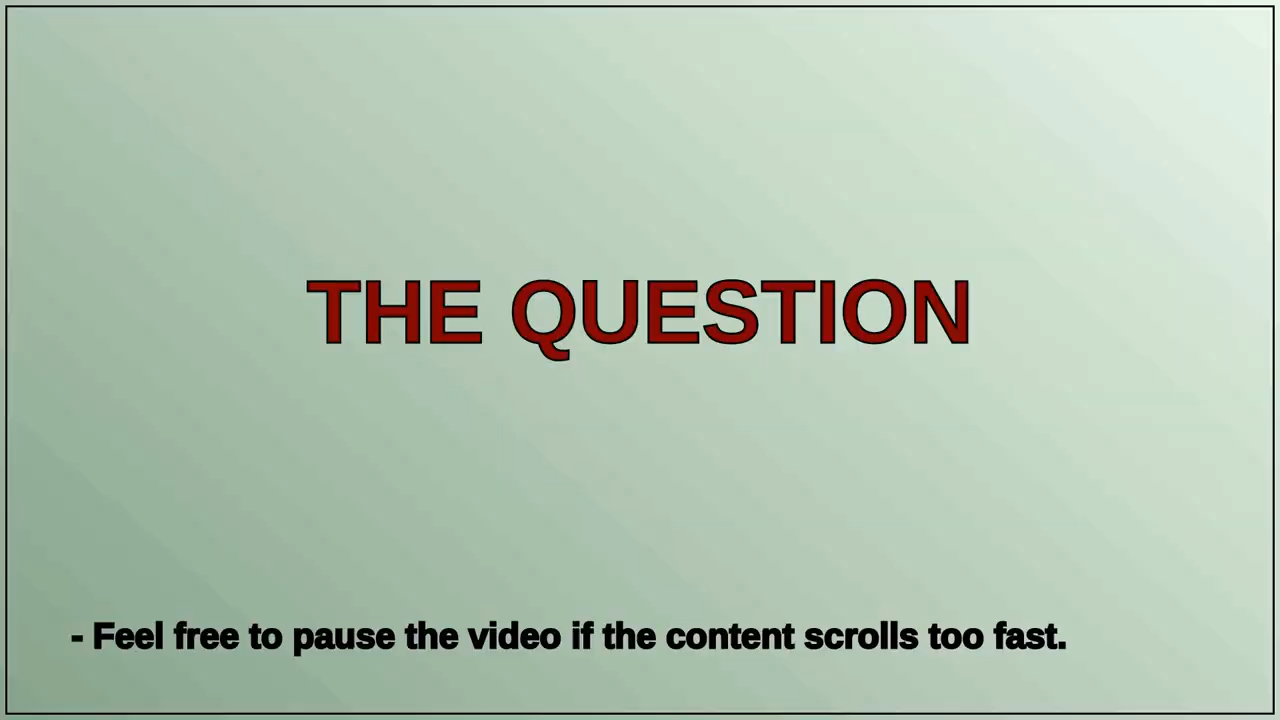 THE QUESTION
- Feel free to pause the video if the content scrolls too fast.